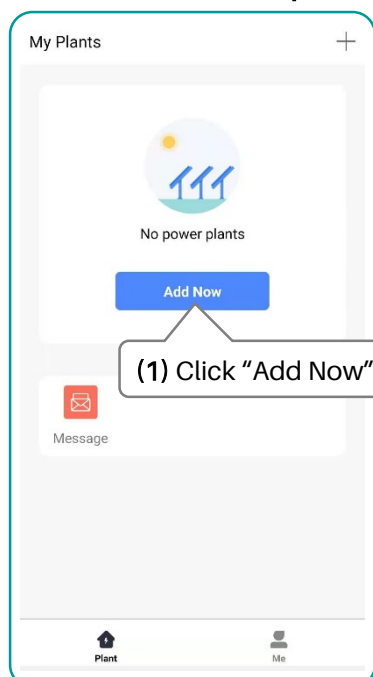 My Plants
No power plants
Add Now
(1) Click “Add Now”
Message
Plant
Me